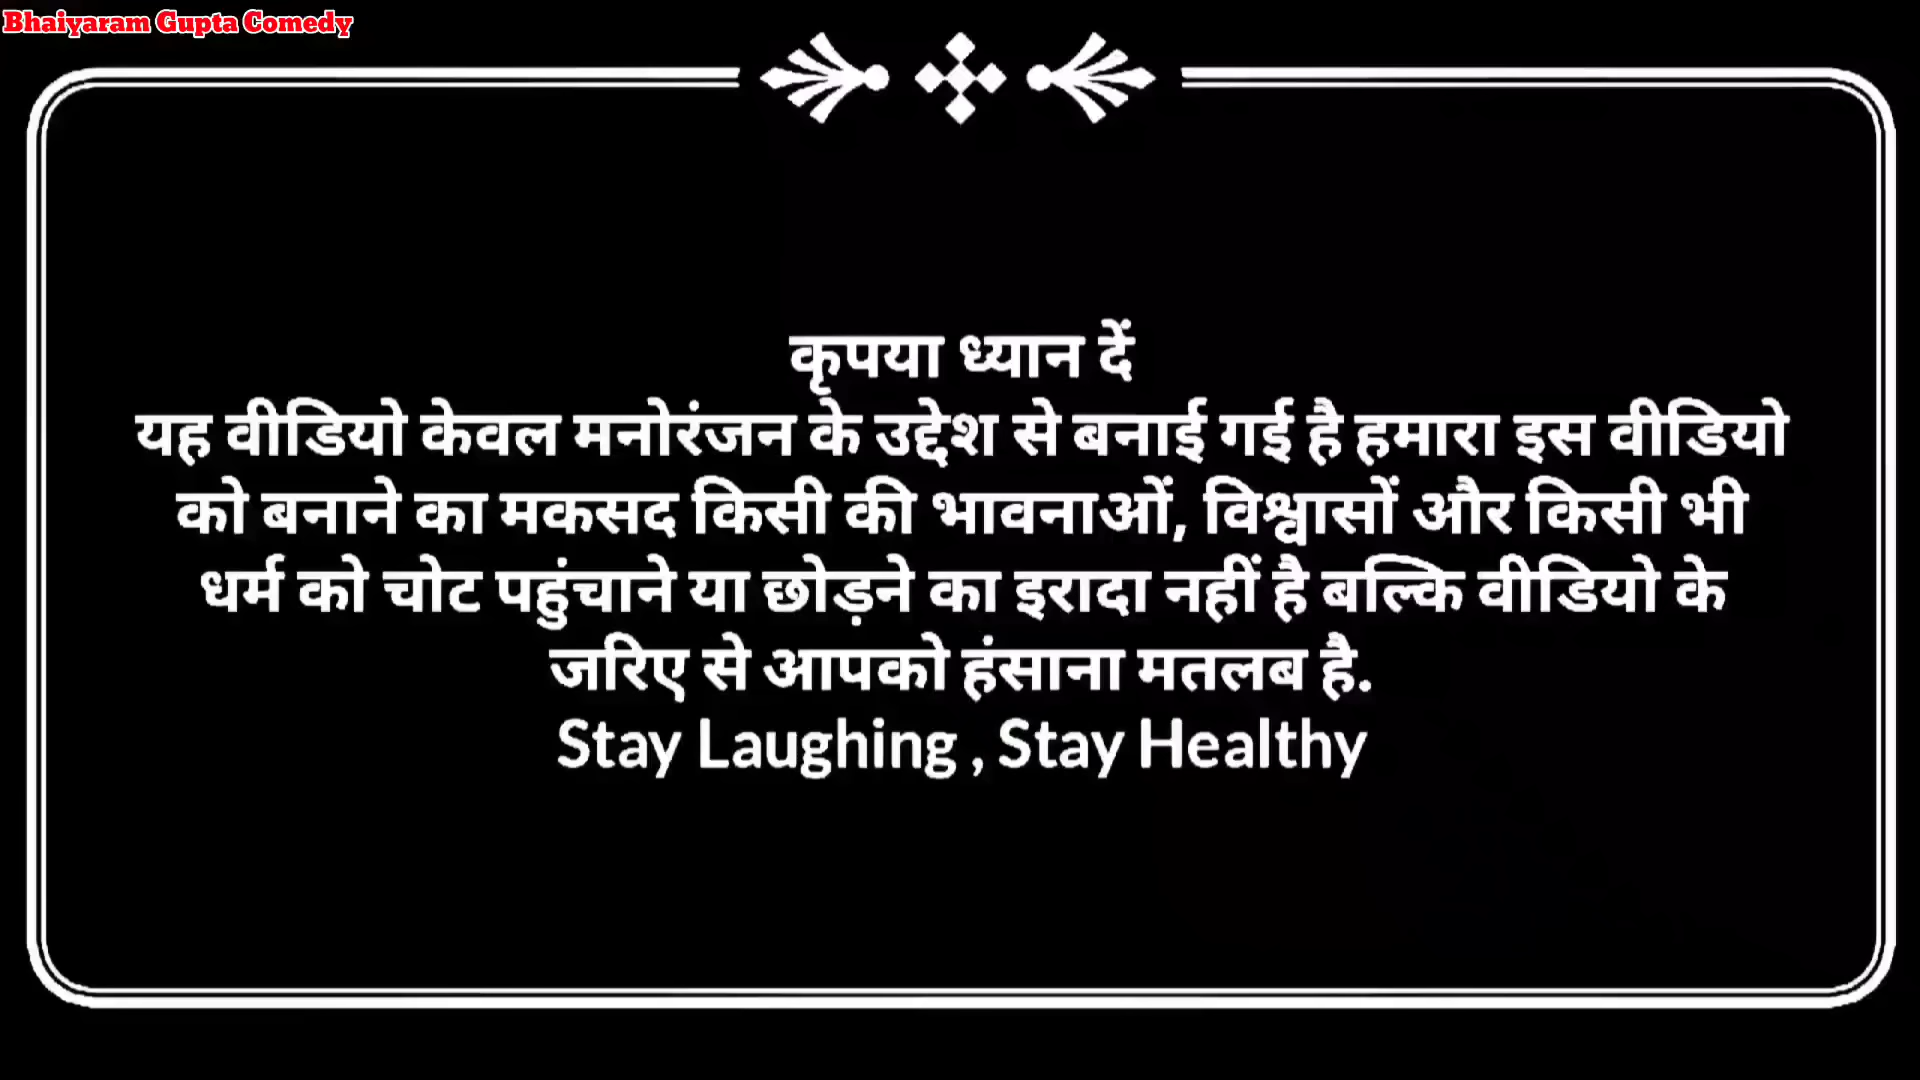 Bhaiyaram Gupta Comedy
कृपया ध्यान दें
यह वीडियो केवल मनोरंजन के उद्देश से बनाई गई है हमारा इस वीडियो
को बनाने का मकसद किसी की भावनाओं, विश्वासों और किसी भी
धर्म को चोट पहुंचाने या छोड़ने का इरादा नहीं है बल्कि वीडियो के
जरिए से आपको हंसाना मतलब है.
Stay Laughing , Stay Healthy